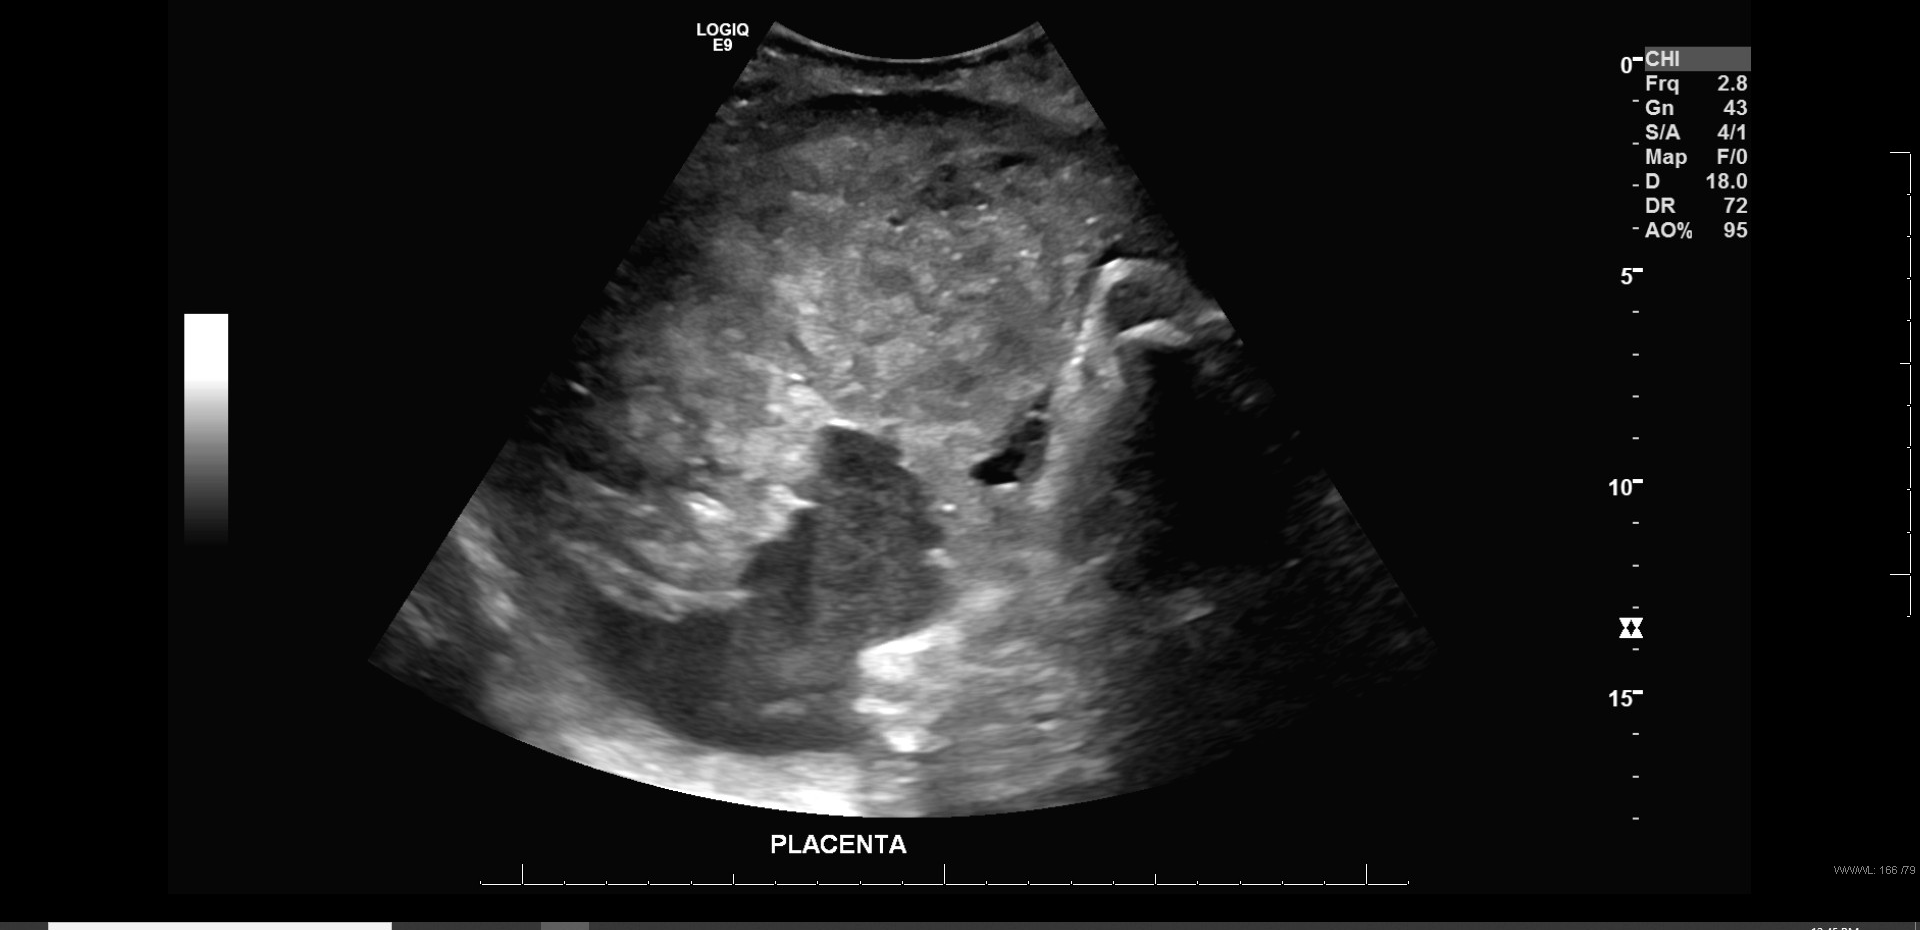 LOGIQ
E9
0
CHI
Frq 2.8
Gn 43
S/A 4/1
Map F/0
D 18.0
DR 72
AO% 95
5
10
15
PLACENTA
WW/WL: 166 /79